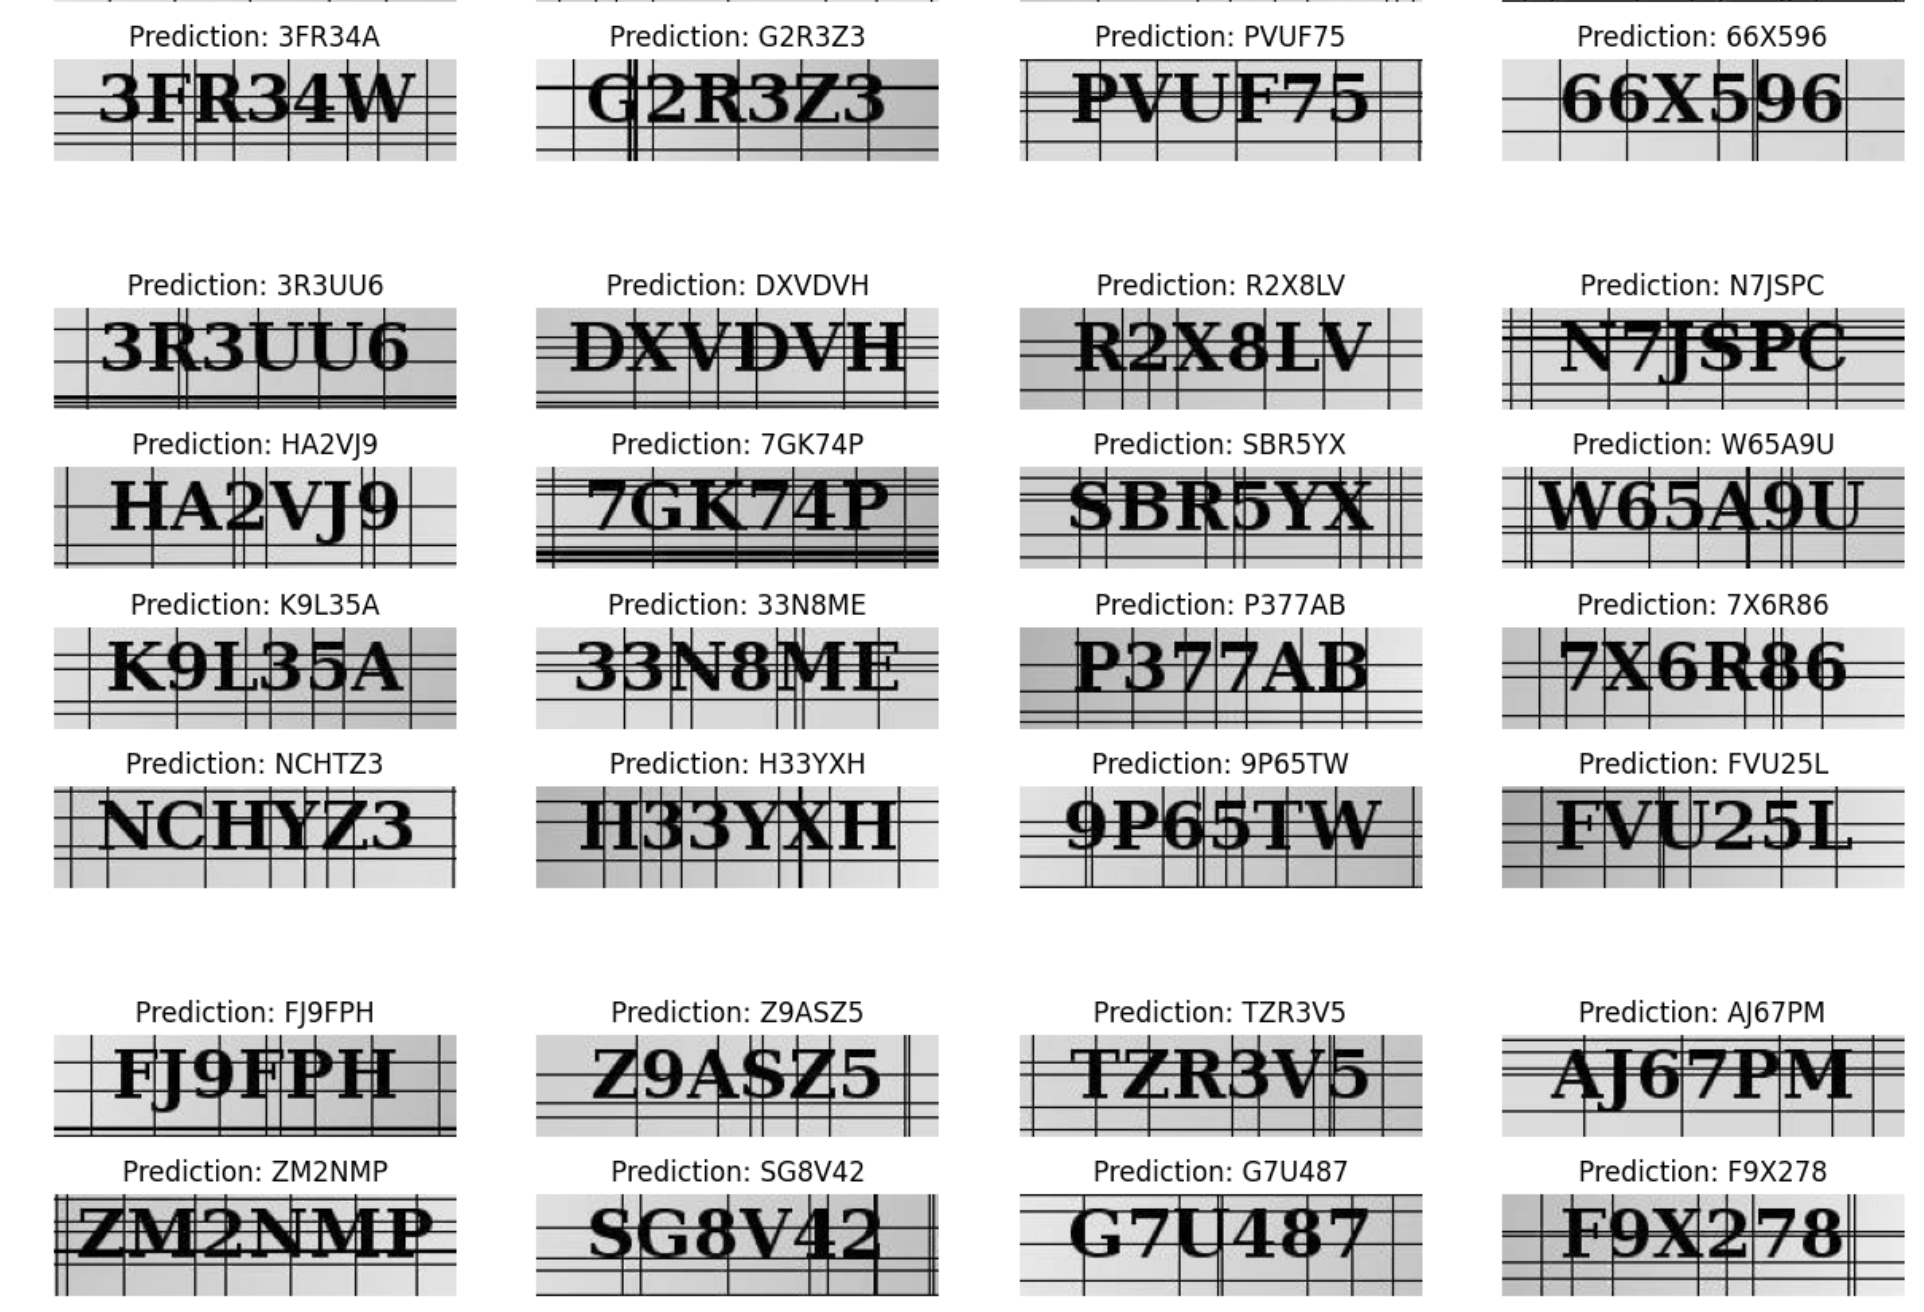 Prediction: 3FR34A Prediction: G2R3Z3 Prediction: PVUF75 Prediction: 66X596
3FR34W G2R3Z3 PVUF75 66X596
Prediction: 3R3UU6 Prediction: DXVDVH Prediction: R2X8LV Prediction: N7JSPC
3R3UU6 DXVDVH R2X8LV N7JSPC
Prediction: HA2VJ9 Prediction: 7GK74P Prediction: SBR5YX Prediction: W65A9U
HA2VJ9 7GK74P SBR5YX W65A9U
Prediction: K9L35A Prediction: 33N8ME Prediction: P377AB Prediction: 7X6R86
K9L35A 33N8ME P377AB 7X6R86
Prediction: NCHTZ3 Prediction: H33YXH Prediction: 9P65TW Prediction: FVU25L
NCHYZ3 H33YXH 9P65TW FVU25L
Prediction: FJ9FPH Prediction: Z9ASZ5 Prediction: TZR3V5 Prediction: AJ67PM
FJ9FPH Z9ASZ5 TZR3V5 AJ67PM
Prediction: ZM2NMP Prediction: SG8V42 Prediction: G7U487 Prediction: F9X278
ZM2NMP SG8V42 G7U487 F9X278